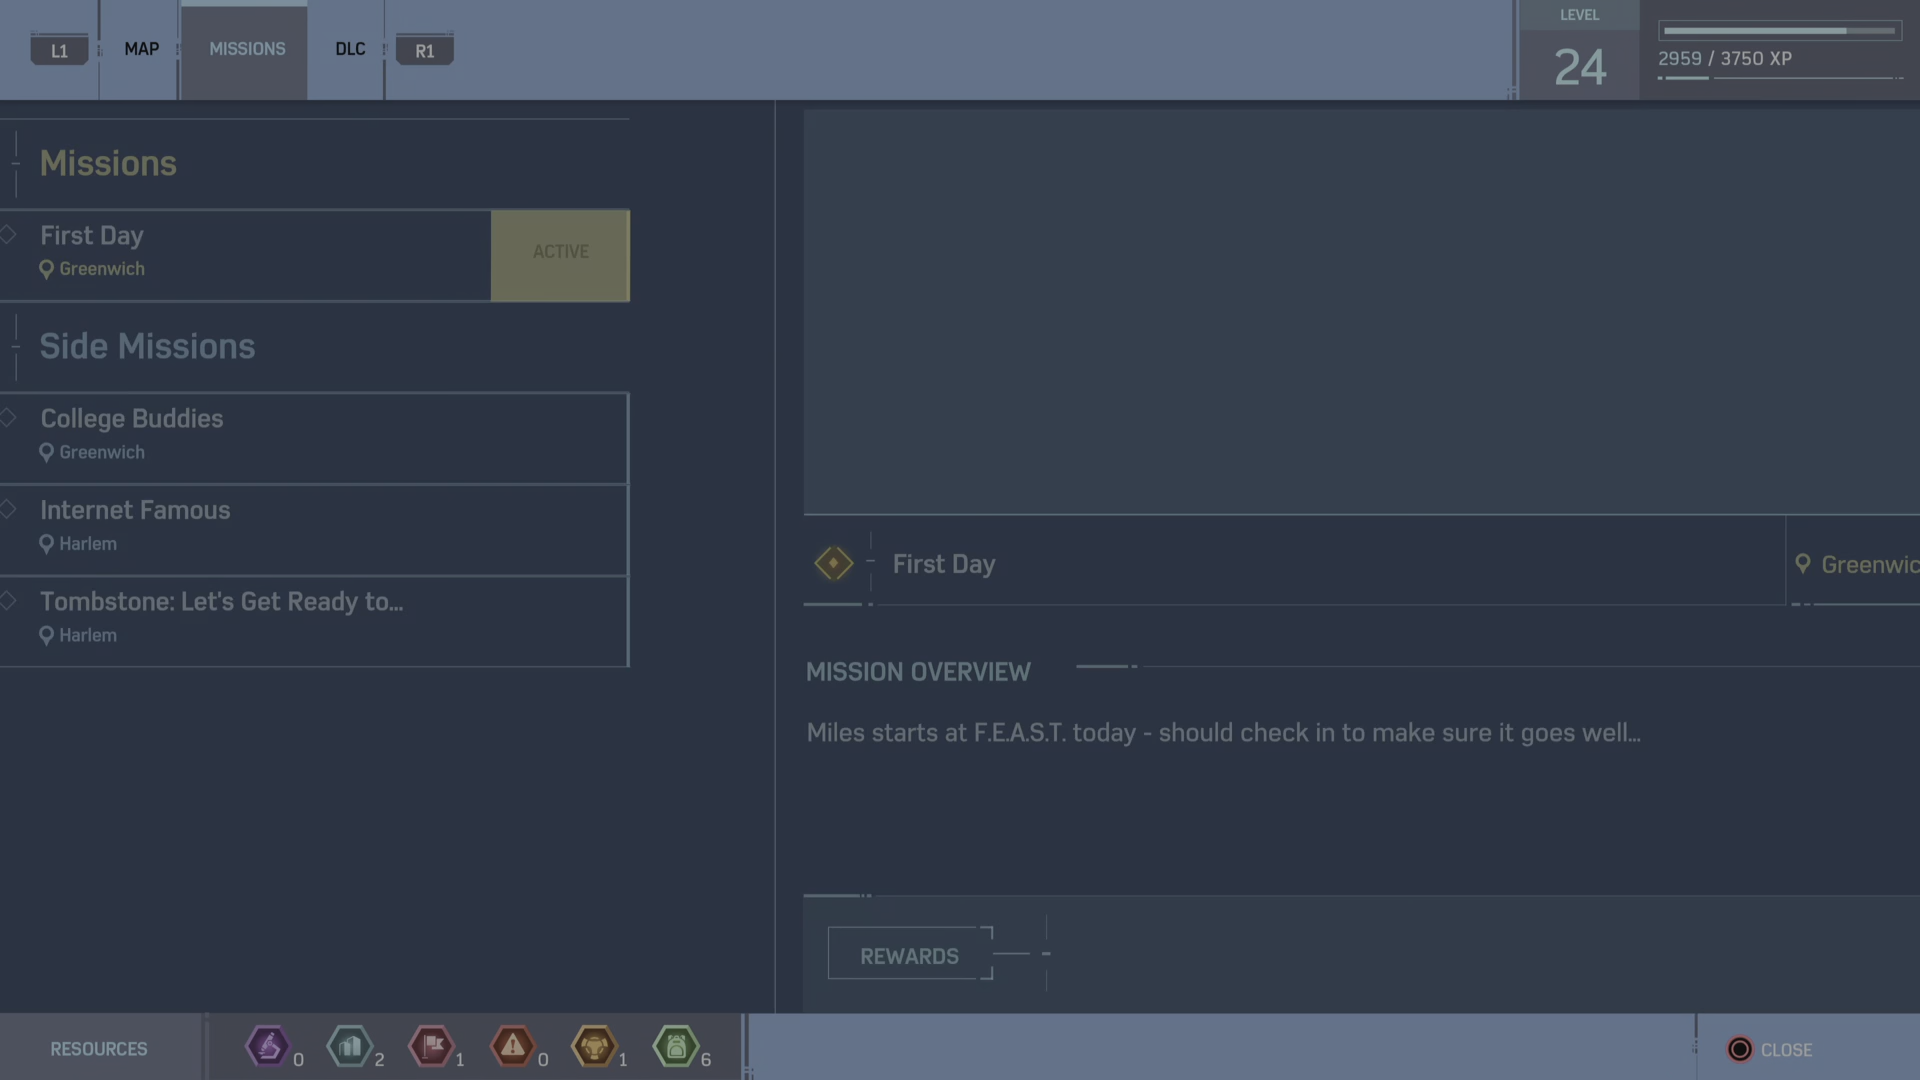 L1
MAP
MISSIONS
DLC
R1
LEVEL
24
2959 / 3750 XP
Missions
First Day
Greenwich
ACTIVE
Side Missions
College Buddies
Greenwich
Internet Famous
Harlem
Tombstone: Let's Get Ready to...
Harlem
First Day
Greenwic
MISSION OVERVIEW
Miles starts at F.E.A.S.T. today - should check in to make sure it goes well...
REWARDS
RESOURCES
0
2
1
0
1
6
CLOSE